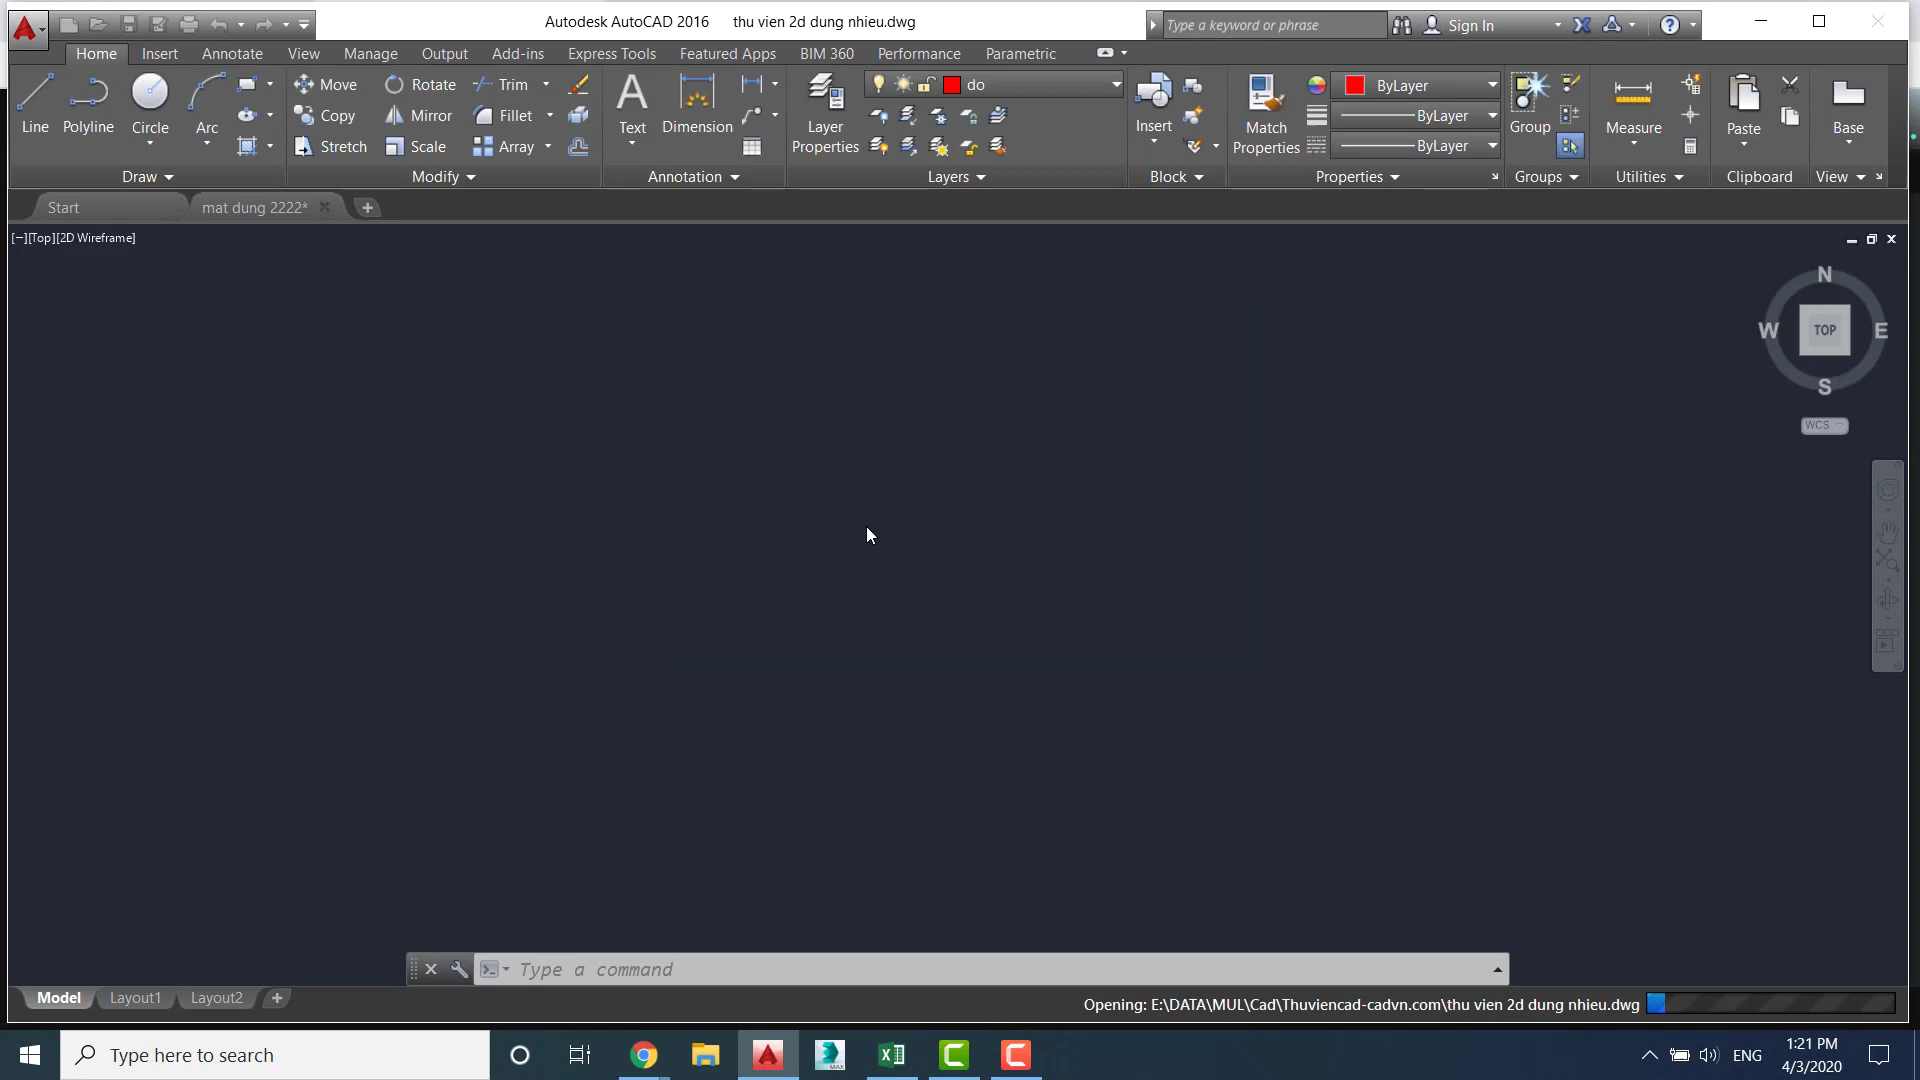 Autodesk AutoCAD 2016 thu vien 2d dung nhieu.dwg
Type a keyword or phrase
Sign In
Home Insert Annotate View Manage Output Add-ins Express Tools Featured Apps BIM 360 Performance Parametric
Line Polyline Circle Arc
Move Rotate Trim
Copy Mirror Fillet
Stretch Scale Array
Text Dimension
Layer Properties
do
Insert
Match Properties
ByLayer
ByLayer
ByLayer
Group
Measure
Paste
Base
Draw Modify Annotation Layers Block Properties Groups Utilities Clipboard View
Start mat dung 2222*
[−][Top][2D Wireframe]
N
W TOP E
S
WCS
Type a command
Model Layout1 Layout2
Opening: E:\DATA\MUL\Cad\Thuviencad-cadvn.com\thu vien 2d dung nhieu.dwg
Type here to search
MAX
ENG
1:21 PM
4/3/2020